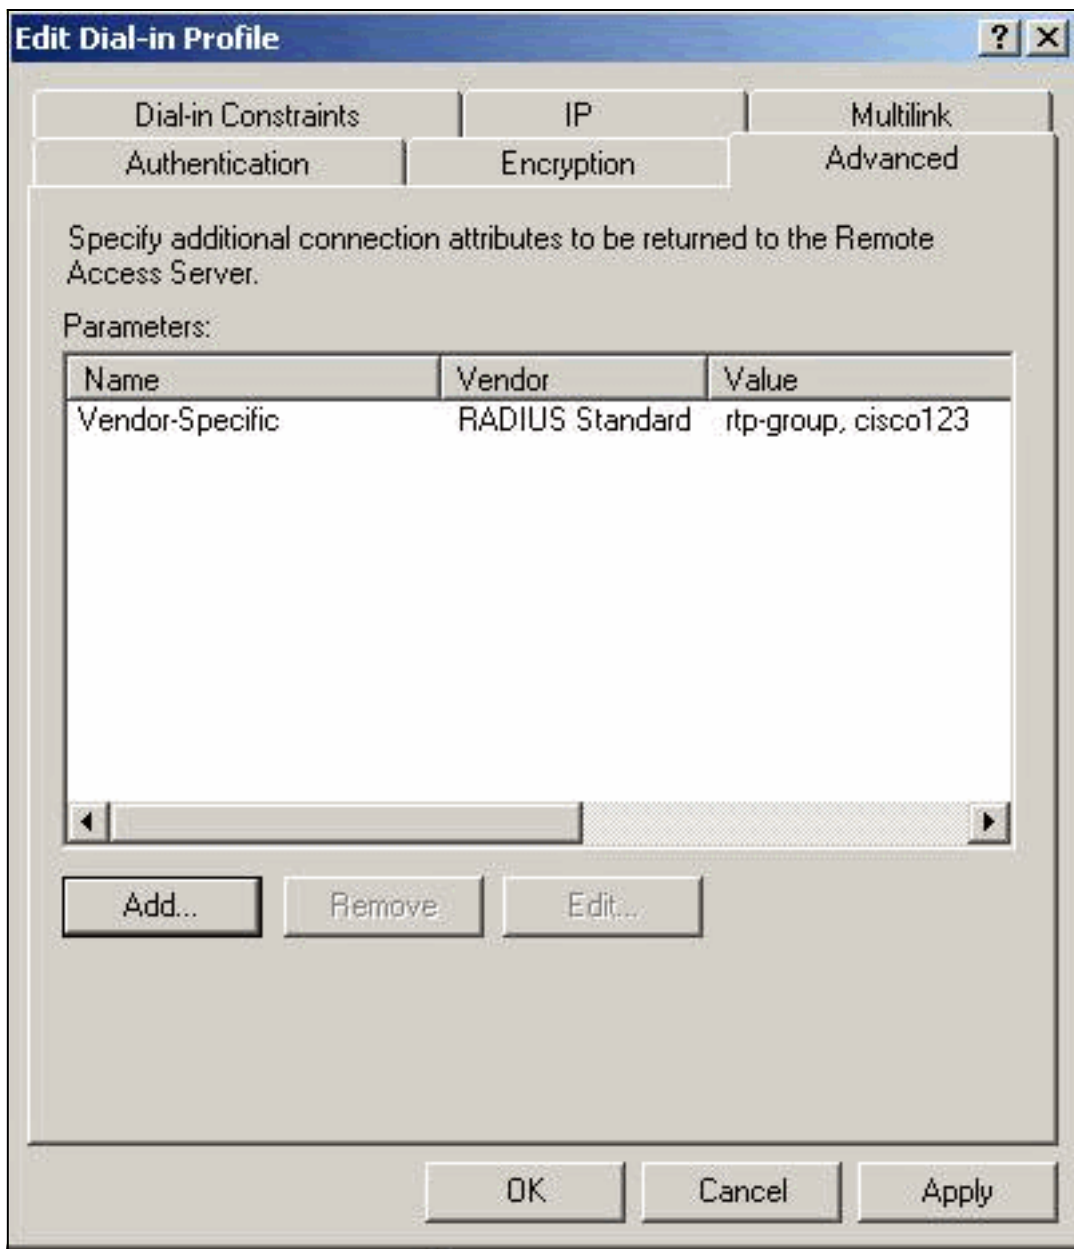 Edit Dial-in Profile
Dial-in Constraints
IP
Multilink
Authentication
Encryption
Advanced
Specify additional connection attributes to be returned to the Remote
Access Server.
Parameters:
Name Vendor Value
Vendor-Specific RADIUS Standard rtp-group, cisco123
Add... Remove Edit...
OK Cancel Apply